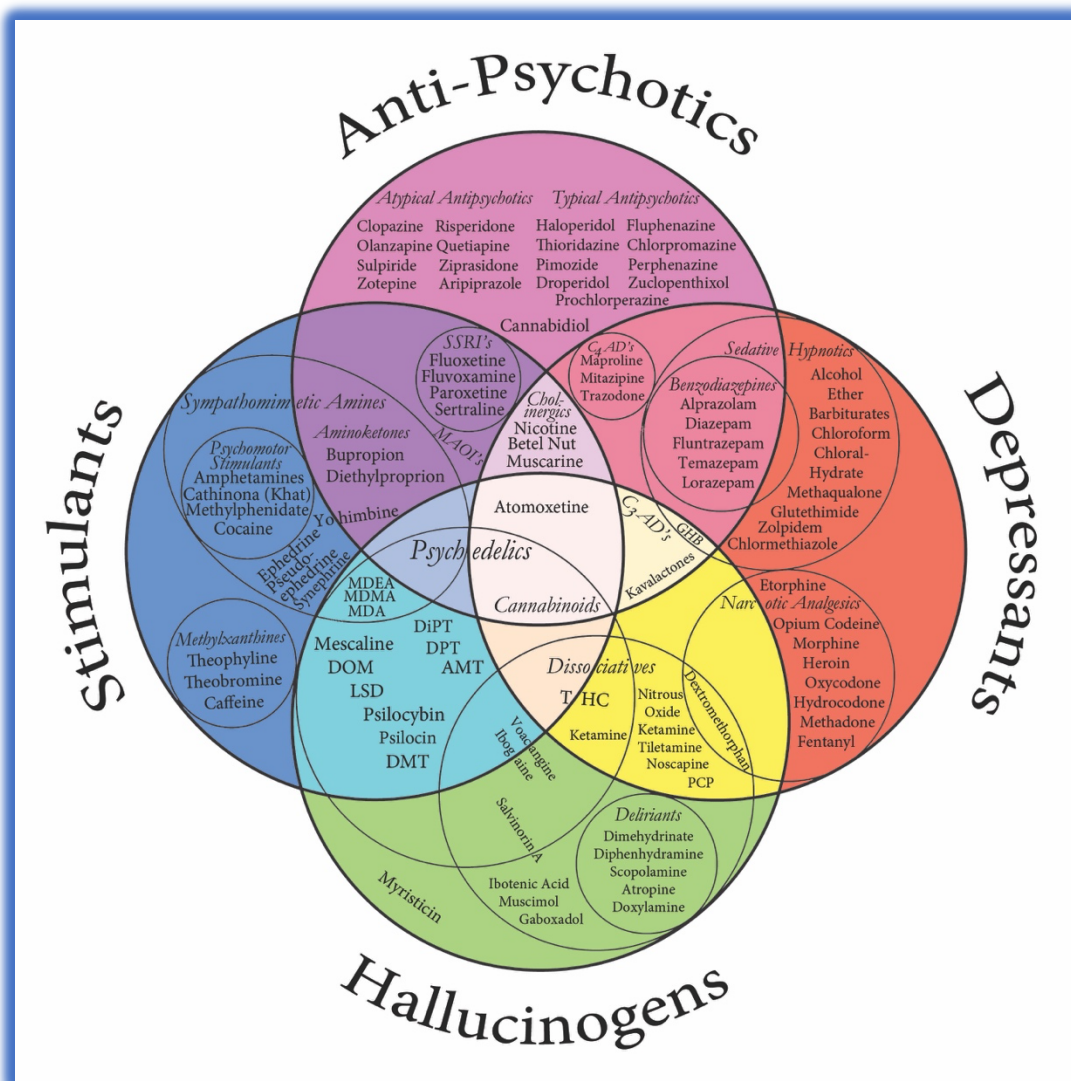 Anti-Psychotics
Atypical Antipsychotics
Clopazine Risperidone
Olanzapine Quetiapine
Sulpiride Ziprasidone
Zotepine Aripiprazole
Typical Antipsychotics
Haloperidol Fluphenazine
Thioridazine Chlorpromazine
Pimozide Perphenazine
Droperidol Zuclopenthixol
Prochlorperazine
Cannabidiol
SSRI's
Fluoxetine
Fluvoxamine
Paroxetine
Sertraline
MAOI's
C4 AD's
Maproline
Mitazipine
Trazodone
Chol-
inergics
Nicotine
Betel Nut
Muscarine
Sedative Hypnotics
Benzodiazepines
Alprazolam
Diazepam
Fluntrazepam
Temazepam
Lorazepam
Alcohol
Ether
Barbiturates
Chloroform
Chloral-
Hydrate
Methaqualone
Glutethimide
Zolpidem
Chlormethiazole
Depressants
Stimulants
Sympathomimetic Amines
Aminoketones
Bupropion
Diethylproprion
Psychomotor
Stimulants
Amphetamines
Cathinona (Khat)
Methylphenidate
Cocaine
Yohimbine
Ephedrine
Pseudo-
ephedrine
Synephrine
Methylxanthines
Theophyline
Theobromine
Caffeine
Atomoxetine
C3-AD's
GHB
Kavalactones
Psychedelics
Cannabinoids
MDEA
MDMA
MDA
DiPT
DPT
AMT
Mescaline
DOM
LSD
Psilocybin
Psilocin
DMT
Dissociatives
THC
Ketamine
Nitrous
Oxide
Ketamine
Tiletamine
Noscapine
PCP
Dextromethorphan
Etorphine
Narcotic Analgesics
Opium Codeine
Morphine
Heroin
Oxycodone
Hydrocodone
Methadone
Fentanyl
Voacangine
Ibogaine
Salvinorin A
Ibotenic Acid
Muscimol
Gaboxadol
Deliriants
Dimehydrinate
Diphenhydramine
Scopolamine
Atropine
Doxylamine
Myristicin
Hallucinogens